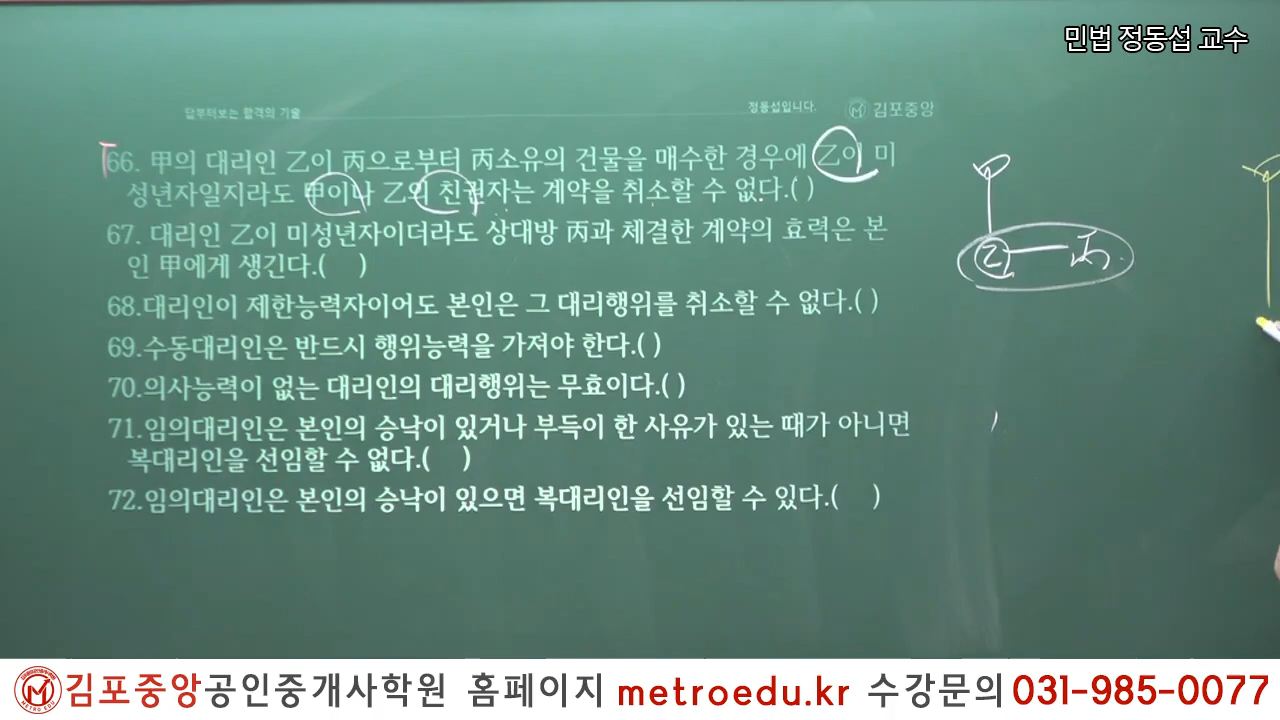 민법 정동섭 교수
달부터보는 합격의 기술
정동섭입니다.
김포중앙
66. 甲의 대리인 乙이 丙으로부터 丙소유의 건물을 매수한 경우에 乙이 미
성년자일지라도 甲이나 乙의 친권자는 계약을 취소할 수 없다.( )
67. 대리인 乙이 미성년자이더라도 상대방 丙과 체결한 계약의 효력은 본
인 甲에게 생긴다.( )
68.대리인이 제한능력자이어도 본인은 그 대리행위를 취소할 수 없다.( )
69.수동대리인은 반드시 행위능력을 가져야 한다.( )
70.의사능력이 없는 대리인의 대리행위는 무효이다.( )
71.임의대리인은 본인의 승낙이 있거나 부득이 한 사유가 있는 때가 아니면
복대리인을 선임할 수 없다.( )
72.임의대리인은 본인의 승낙이 있으면 복대리인을 선임할 수 있다.( )
乙 丙
김포중앙공인중개사학원 홈페이지 metroedu.kr 수강문의 031-985-0077